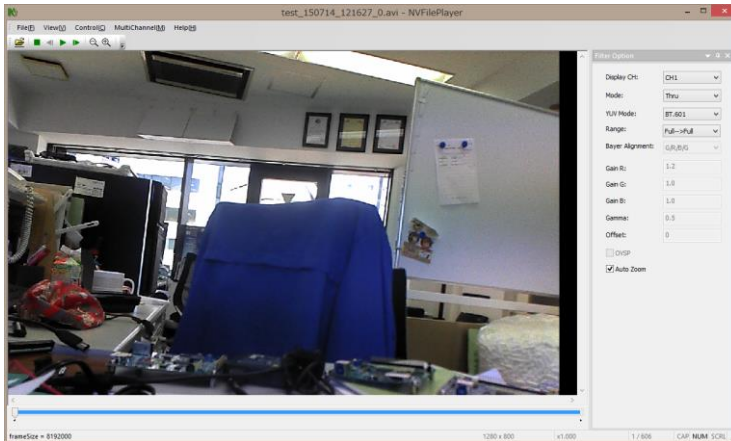 test_150714_121627_0.avi - NVFilePlayer
File(F) View(V) Control(C) MultiChannel(M) Help(H)
Filter Option
Display CH: CH1
Mode: Thru
YUV Mode: BT.601
Range: Full-->Full
Bayer Alignment: G/R/B/G
Gain R: 1.2
Gain G: 1.0
Gain B: 1.0
Gamma: 0.5
Offset: 0
Auto Zoom
frameSize = 8192000 1280 x 800 x1.000 1 / 606 CAP NUM SCRL